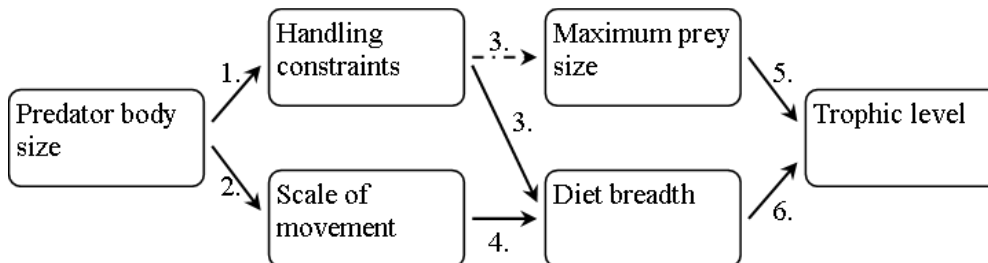 Handling
constraints
3.
Maximum prey
size
1.
5.
Predator body
size
3.
Trophic level
2.
Scale of
movement
4.
Diet breadth
6.